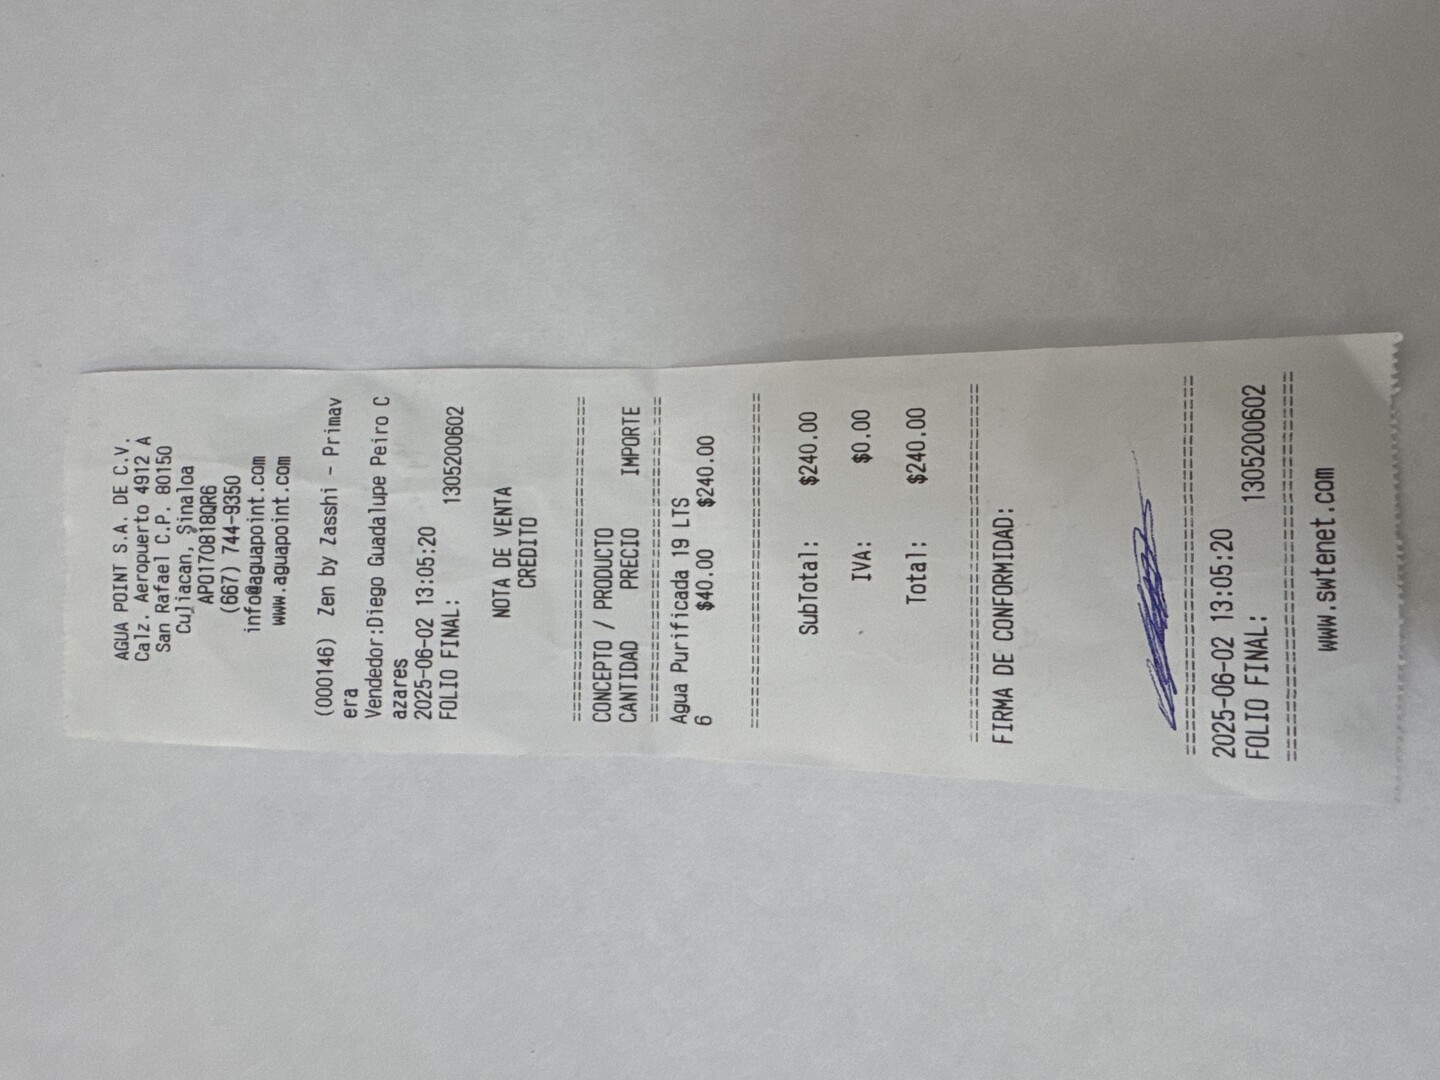 AGUA POINT S.A. DE C.V.
Calz. Aeropuerto 4912 A
San Rafael C.P. 80150
Culiacan, Sinaloa
APO170818QR6
(667) 744-9350
info@aguapoint.com
www.aguapoint.com
(000146) Zen by Zasshi - Primav
era
Vendedor:Diego Guadalupe Peiro C
azares
2025-06-02 13:05:20
FOLIO FINAL: 1305200602
NOTA DE VENTA
CREDITO
================================
CONCEPTO / PRODUCTO
CANTIDAD PRECIO IMPORTE
================================
Agua Purificada 19 LTS
6 $40.00 $240.00
================================
SubTotal: $240.00
IVA: $0.00
Total: $240.00
================================
FIRMA DE CONFORMIDAD:
================================
2025-06-02 13:05:20
FOLIO FINAL: 1305200602
================================
www.swtenet.com